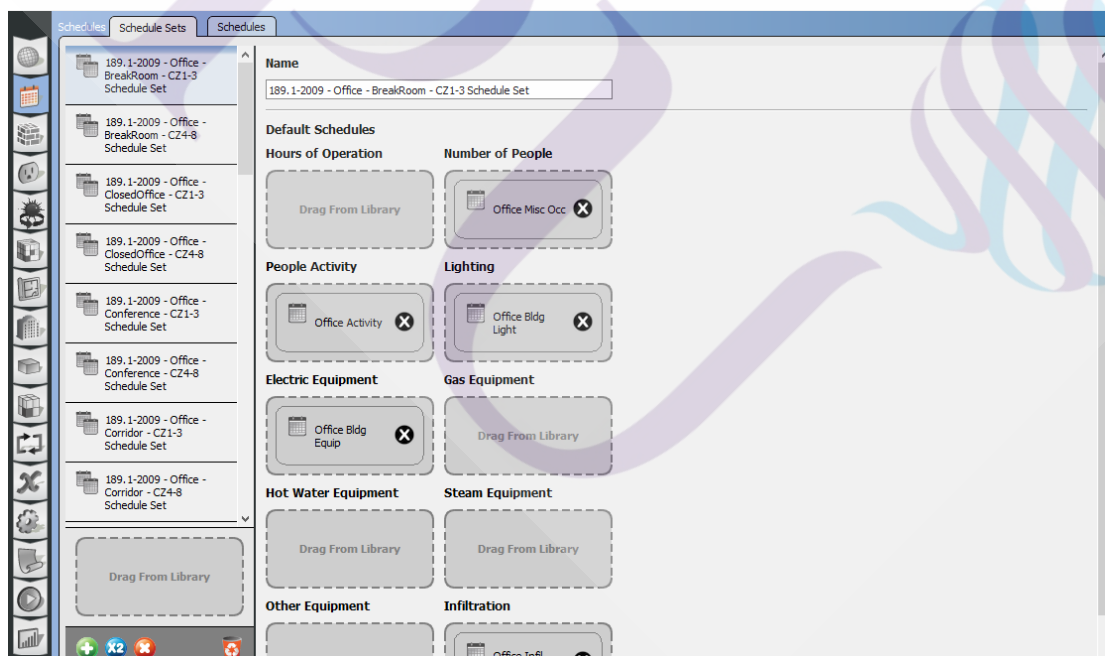 Schedules
Schedule Sets
Schedules
189.1-2009 - Office -
BreakRoom - CZ1-3
Schedule Set
189.1-2009 - Office -
BreakRoom - CZ4-8
Schedule Set
189.1-2009 - Office -
ClosedOffice - CZ1-3
Schedule Set
189.1-2009 - Office -
ClosedOffice - CZ4-8
Schedule Set
189.1-2009 - Office -
Conference - CZ1-3
Schedule Set
189.1-2009 - Office -
Conference - CZ4-8
Schedule Set
189.1-2009 - Office -
Corridor - CZ1-3
Schedule Set
189.1-2009 - Office -
Corridor - CZ4-8
Schedule Set
Drag From Library
X2
Name
189.1-2009 - Office - BreakRoom - CZ1-3 Schedule Set
Default Schedules
Hours of Operation
Number of People
Drag From Library
Office Misc Occ
People Activity
Lighting
Office Activity
Office Bldg
Light
Electric Equipment
Gas Equipment
Office Bldg
Equip
Drag From Library
Hot Water Equipment
Steam Equipment
Drag From Library
Drag From Library
Other Equipment
Infiltration
Office Infil